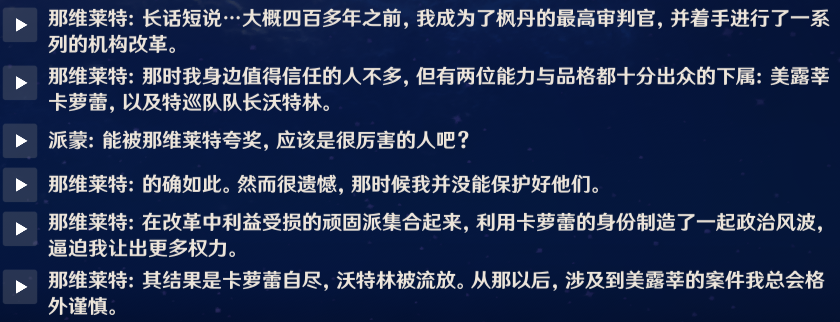 那维莱特：长话短说…大概四百多年之前，我成为了枫丹的最高审判官，并着手进行了一系
列的机构改革。
那维莱特：那时我身边值得信任的人不多，但有两位能力与品格都十分出众的下属：美露莘
卡萝蕾，以及特巡队队长沃特林。
派蒙：能被那维莱特夸奖，应该是很厉害的人吧？
那维莱特：的确如此。然而很遗憾，那时候我并没能保护好他们。
那维莱特：在改革中利益受损的顽固派集合起来，利用卡萝蕾的身份制造了一起政治风波，
逼迫我让出更多权力。
那维莱特：其结果是卡萝蕾自尽，沃特林被流放。从那以后，涉及到美露莘的案件我总会格
外谨慎。